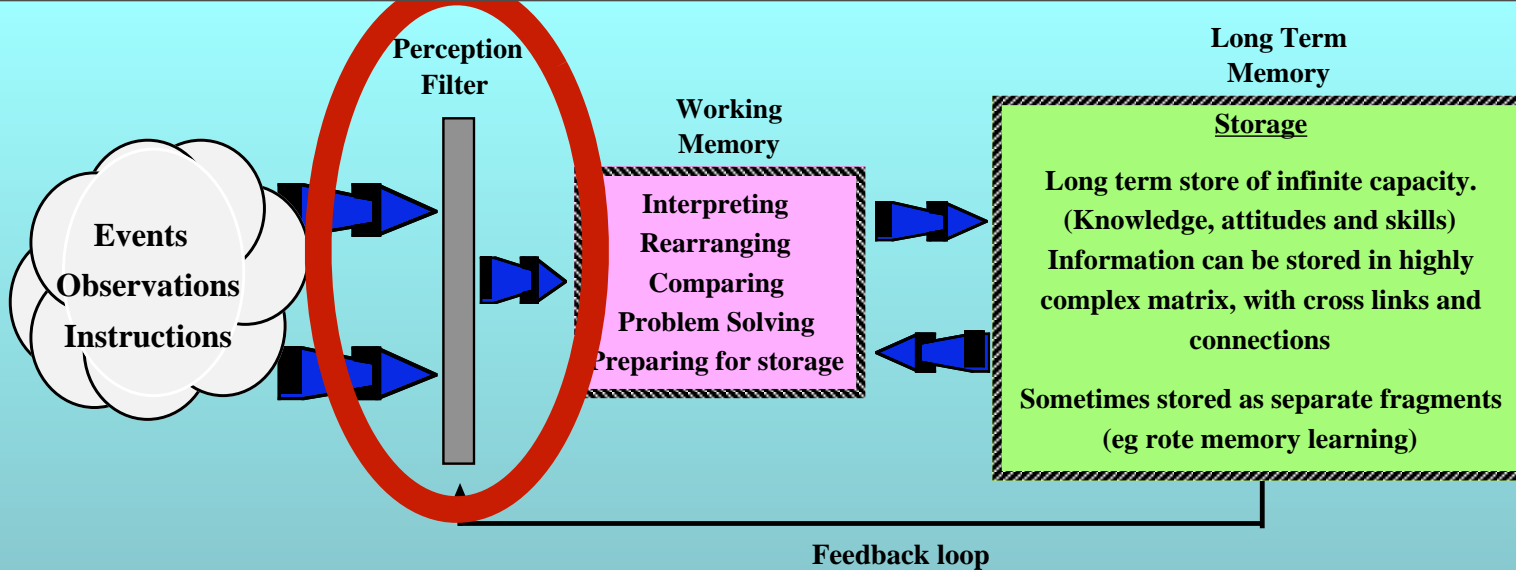 Events
Observations
Instructions
Perception
Filter
Working
Memory
Interpreting
Rearranging
Comparing
Problem Solving
Preparing for storage
Long Term
Memory
Storage
Long term store of infinite capacity.
(Knowledge, attitudes and skills)
Information can be stored in highly
complex matrix, with cross links and
connections
Sometimes stored as separate fragments
(eg rote memory learning)
Feedback loop